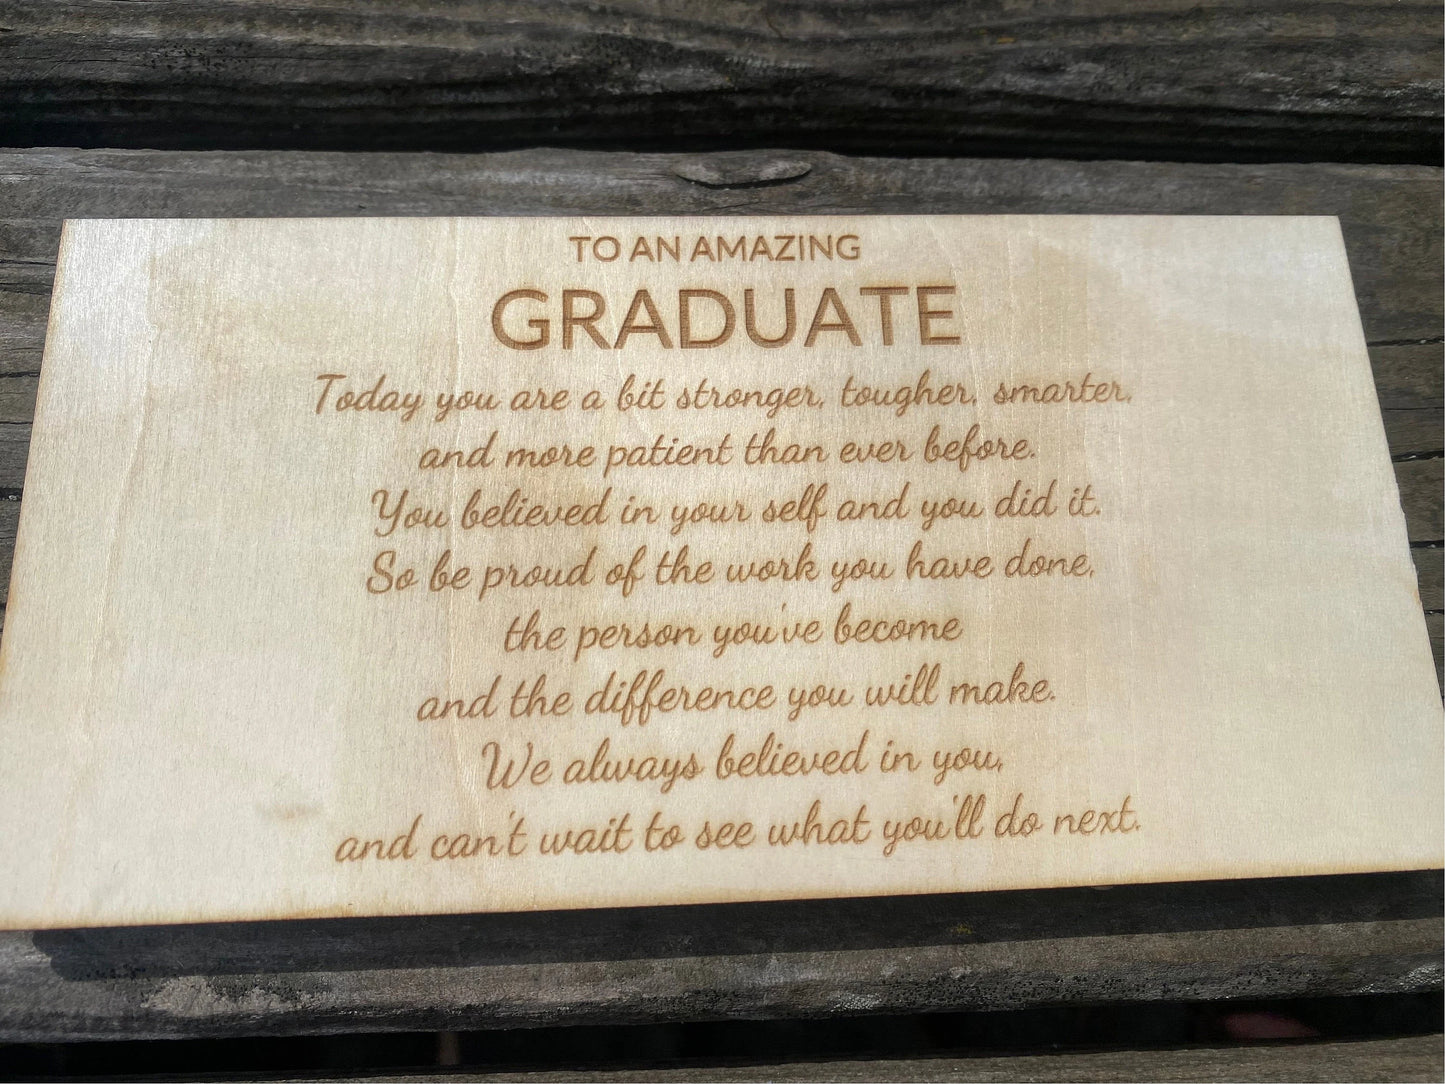 TO AN AMAZING
GRADUATE
Today you are a bit stronger, tougher, smarter,
and more patient than ever before.
You believed in your self and you did it.
So be proud of the work you have done,
the person you've become
and the difference you will make.
We always believed in you,
and can't wait to see what you'll do next.